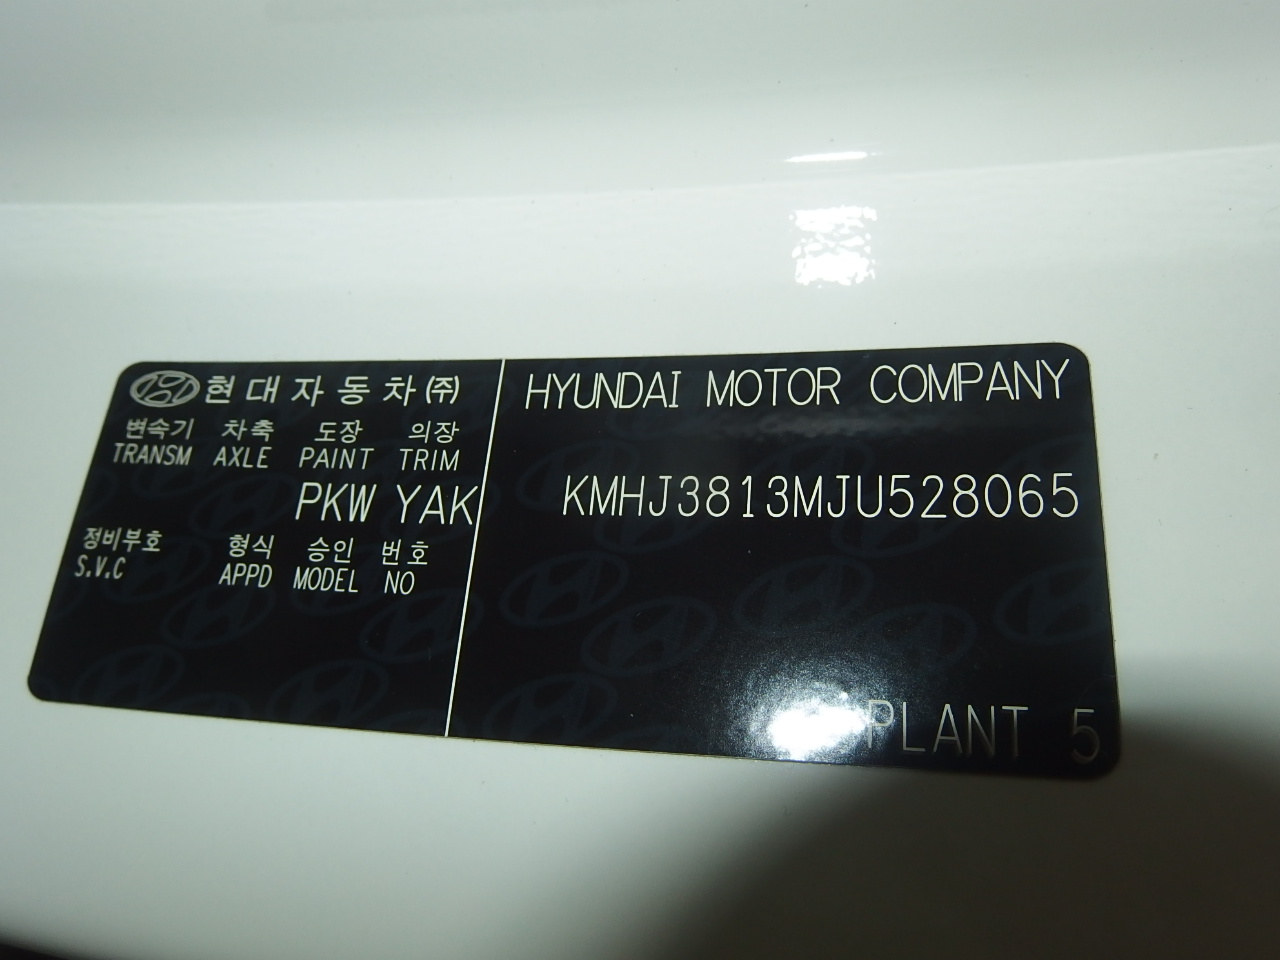 현대자동차(주)
변속기 차축 도장 의장
TRANSM AXLE PAINT TRIM
PKW YAK
정비부호 형식 승인 번호
S.V.C APPD MODEL NO
HYUNDAI MOTOR COMPANY
KMHJ3813MJU528065
PLANT 5